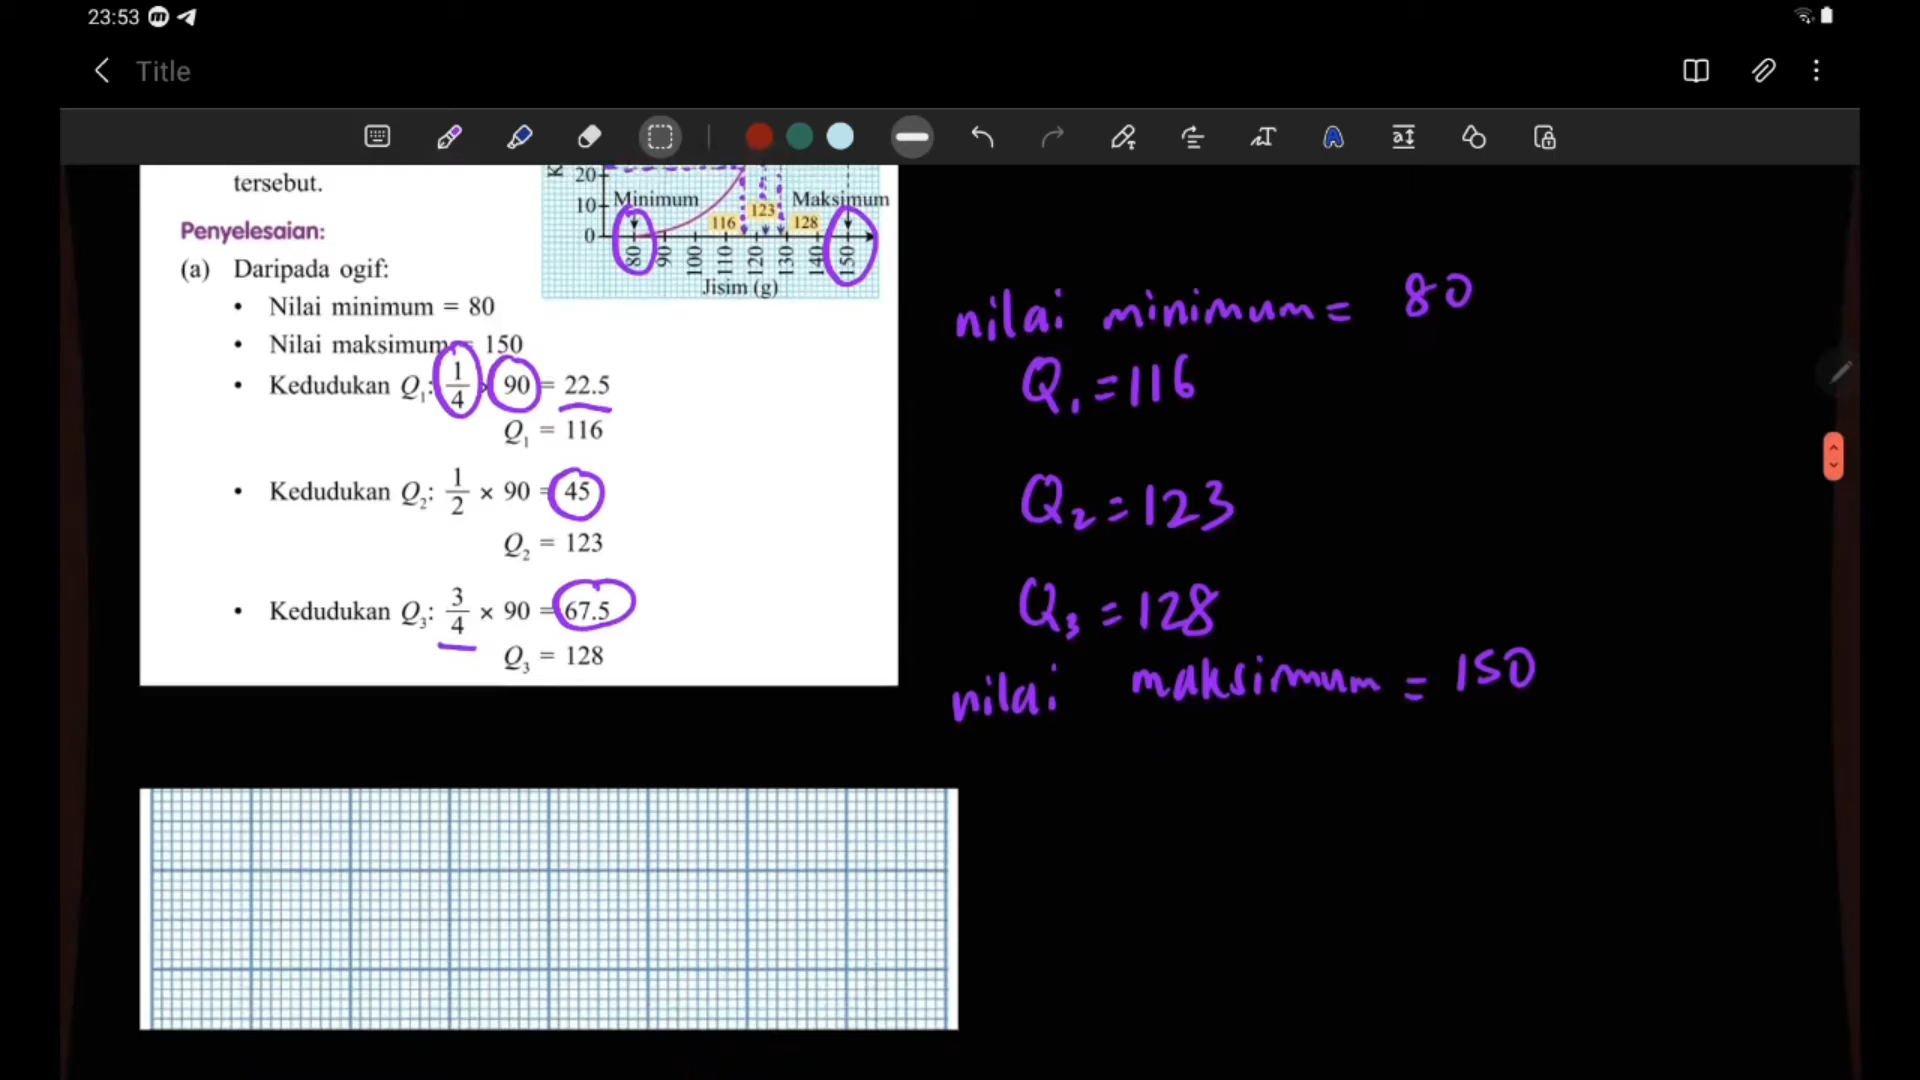 23:53
Title
tersebut.
Penyelesaian:
(a) Daripada ogif:
• Nilai minimum = 80
• Nilai maksimum = 150
• Kedudukan Q₁: 1/4 × 90 = 22.5
Q₁ = 116
• Kedudukan Q₂: 1/2 × 90 = 45
Q₂ = 123
• Kedudukan Q₃: 3/4 × 90 = 67.5
Q₃ = 128
K
20
10
0
Minimum
Maksimum
116 123 128
80 90 100 110 120 130 140 150
Jisim (g)
nilai minimum = 80
Q₁ = 116
Q₂ = 123
Q₃ = 128
nilai maksimum = 150